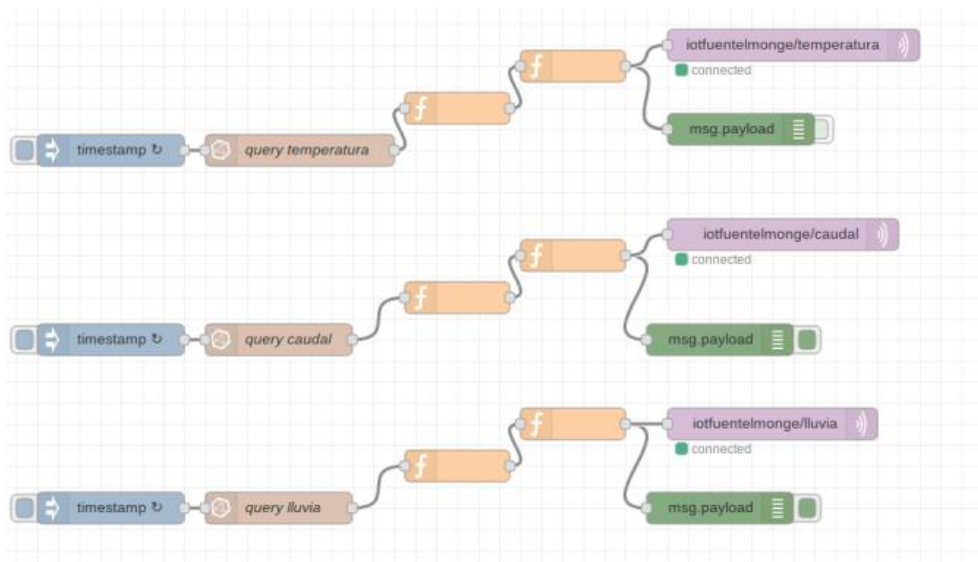 iotfuentelmonge/temperatura
connected
msg.payload
timestamp ↻
query temperatura
iotfuentelmonge/caudal
connected
timestamp ↻
query caudal
msg.payload
iotfuentelmonge/lluvia
connected
timestamp ↻
query lluvia
msg.payload